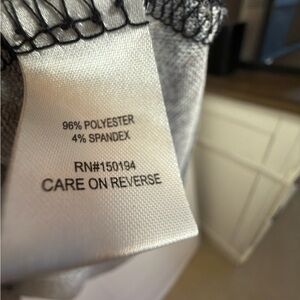 96% POLYESTER
4% SPANDEX
RN#150194
CARE ON REVERSE